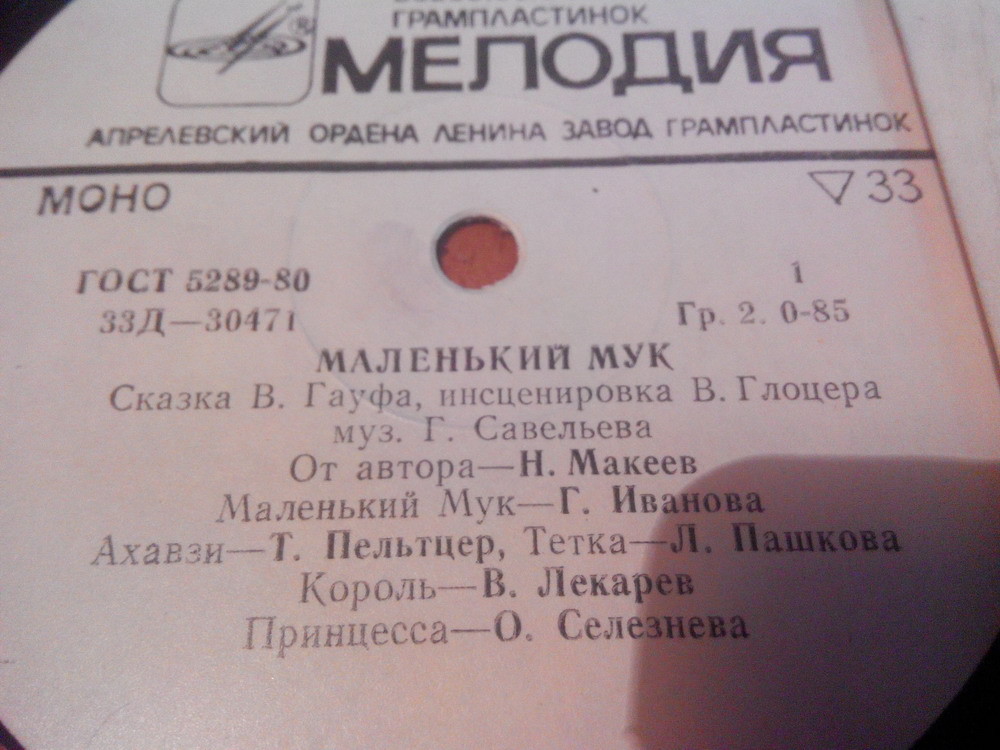 ГРАМПЛАСТИНОК
®
МЕЛОДИЯ
АПРЕЛЕВСКИЙ ОРДЕНА ЛЕНИНА ЗАВОД ГРАМПЛАСТИНОК
МОНО ▽ 33
ГОСТ 5289-80 1
33Д—30471 Гр. 2. 0-85
МАЛЕНЬКИЙ МУК
Сказка В. Гауфа, инсценировка В. Глоцера
муз. Г. Савельева
От автора—Н. Макеев
Маленький Мук—Г. Иванова
Ахавзи—Т. Пельтцер, Тетка—Л. Пашкова
Король—В. Лекарев
Принцесса—О. Селезнева